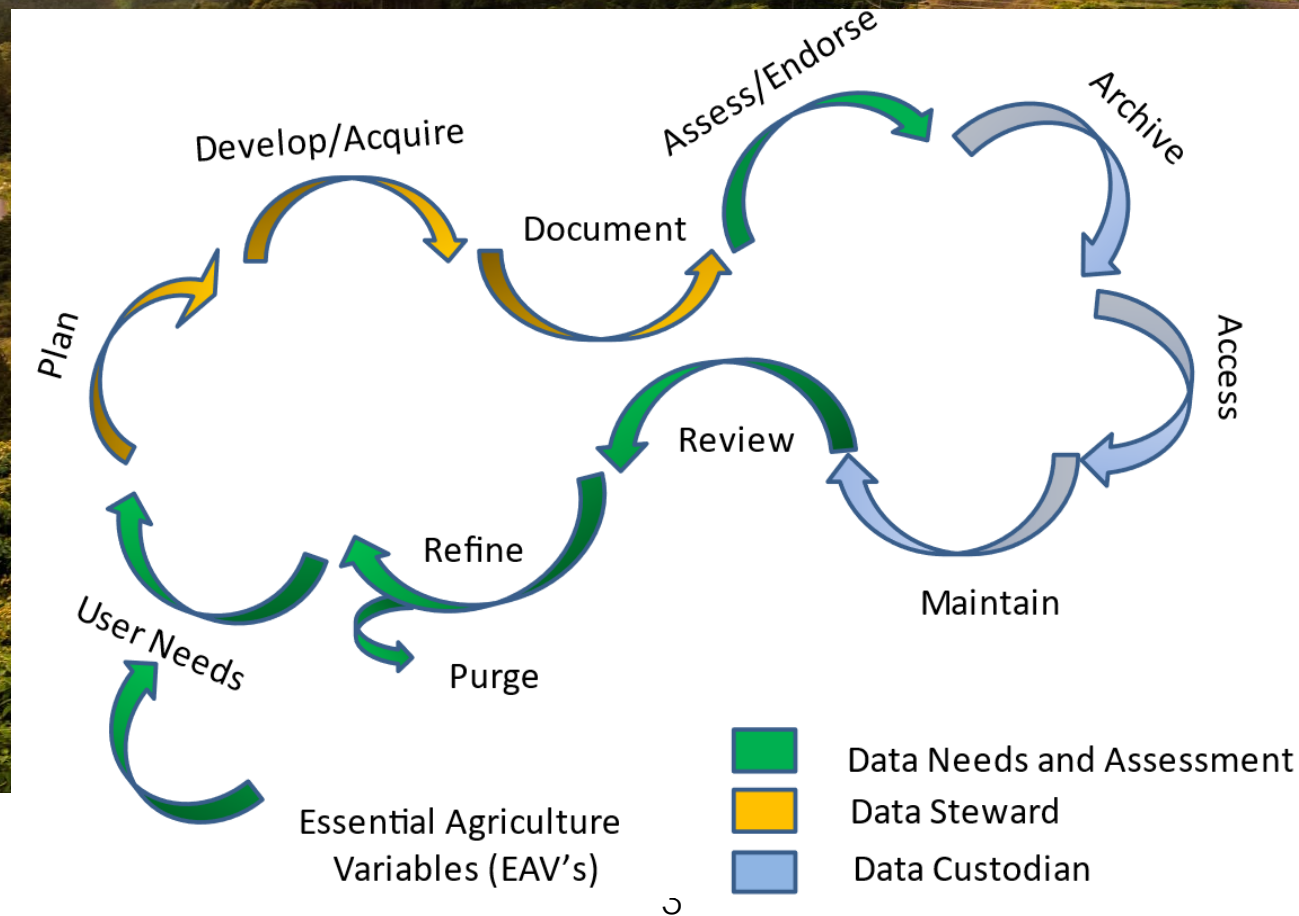 Assess/Endorse
Archive
Develop/Acquire
Document
Plan
Access
Review
Refine
User Needs
Maintain
Purge
Data Needs and Assessment
Essential Agriculture
Variables (EAV's)
Data Steward
Data Custodian